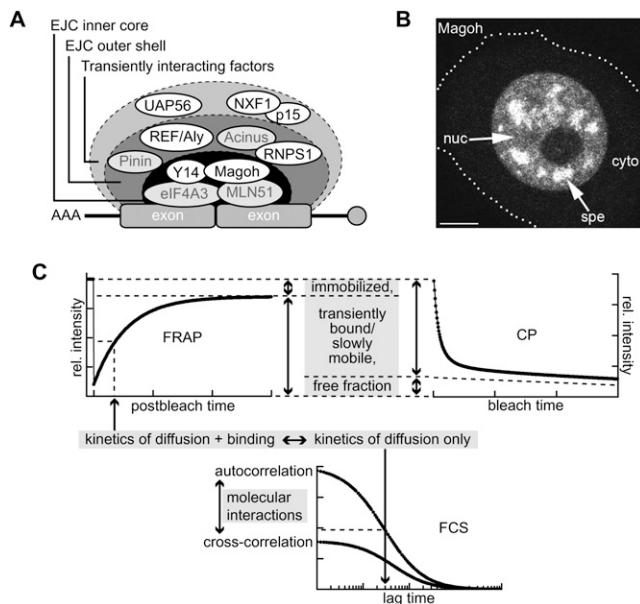 A
EJC inner core
EJC outer shell
Transiently interacting factors
UAP56
NXF1
p15
REF/Aly
Acinus
Pinin
RNPS1
Y14
Magoh
eIF4A3
MLN51
AAA
exon
exon
B
Magoh
nuc
cyto
spe
C
rel. intensity
FRAP
postbleach time
immobilized,
transiently
bound/
slowly
mobile,
free fraction
CP
rel. intensity
bleach time
kinetics of diffusion + binding
kinetics of diffusion only
autocorrelation
molecular
interactions
cross-correlation
FCS
lag time